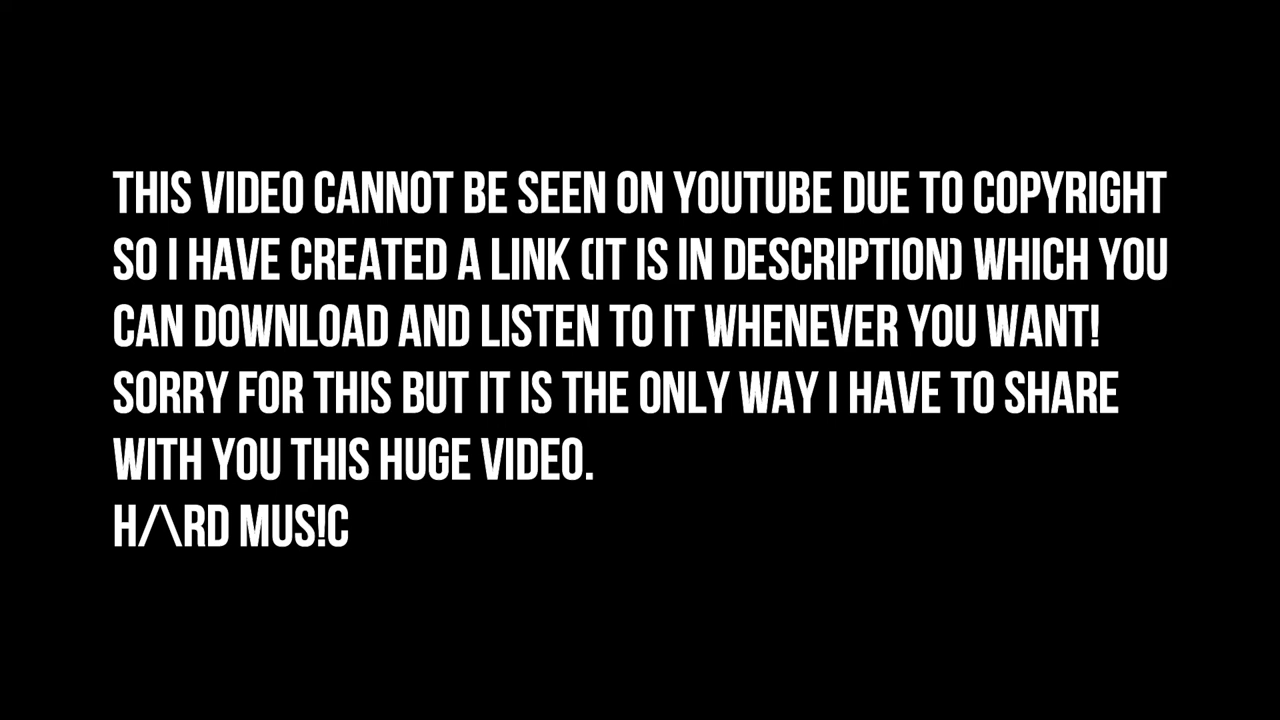 THIS VIDEO CANNOT BE SEEN ON YOUTUBE DUE TO COPYRIGHT
SO I HAVE CREATED A LINK (IT IS IN DESCRIPTION) WHICH YOU
CAN DOWNLOAD AND LISTEN TO IT WHENEVER YOU WANT!
SORRY FOR THIS BUT IT IS THE ONLY WAY I HAVE TO SHARE
WITH YOU THIS HUGE VIDEO.
H/\RD MUS!C